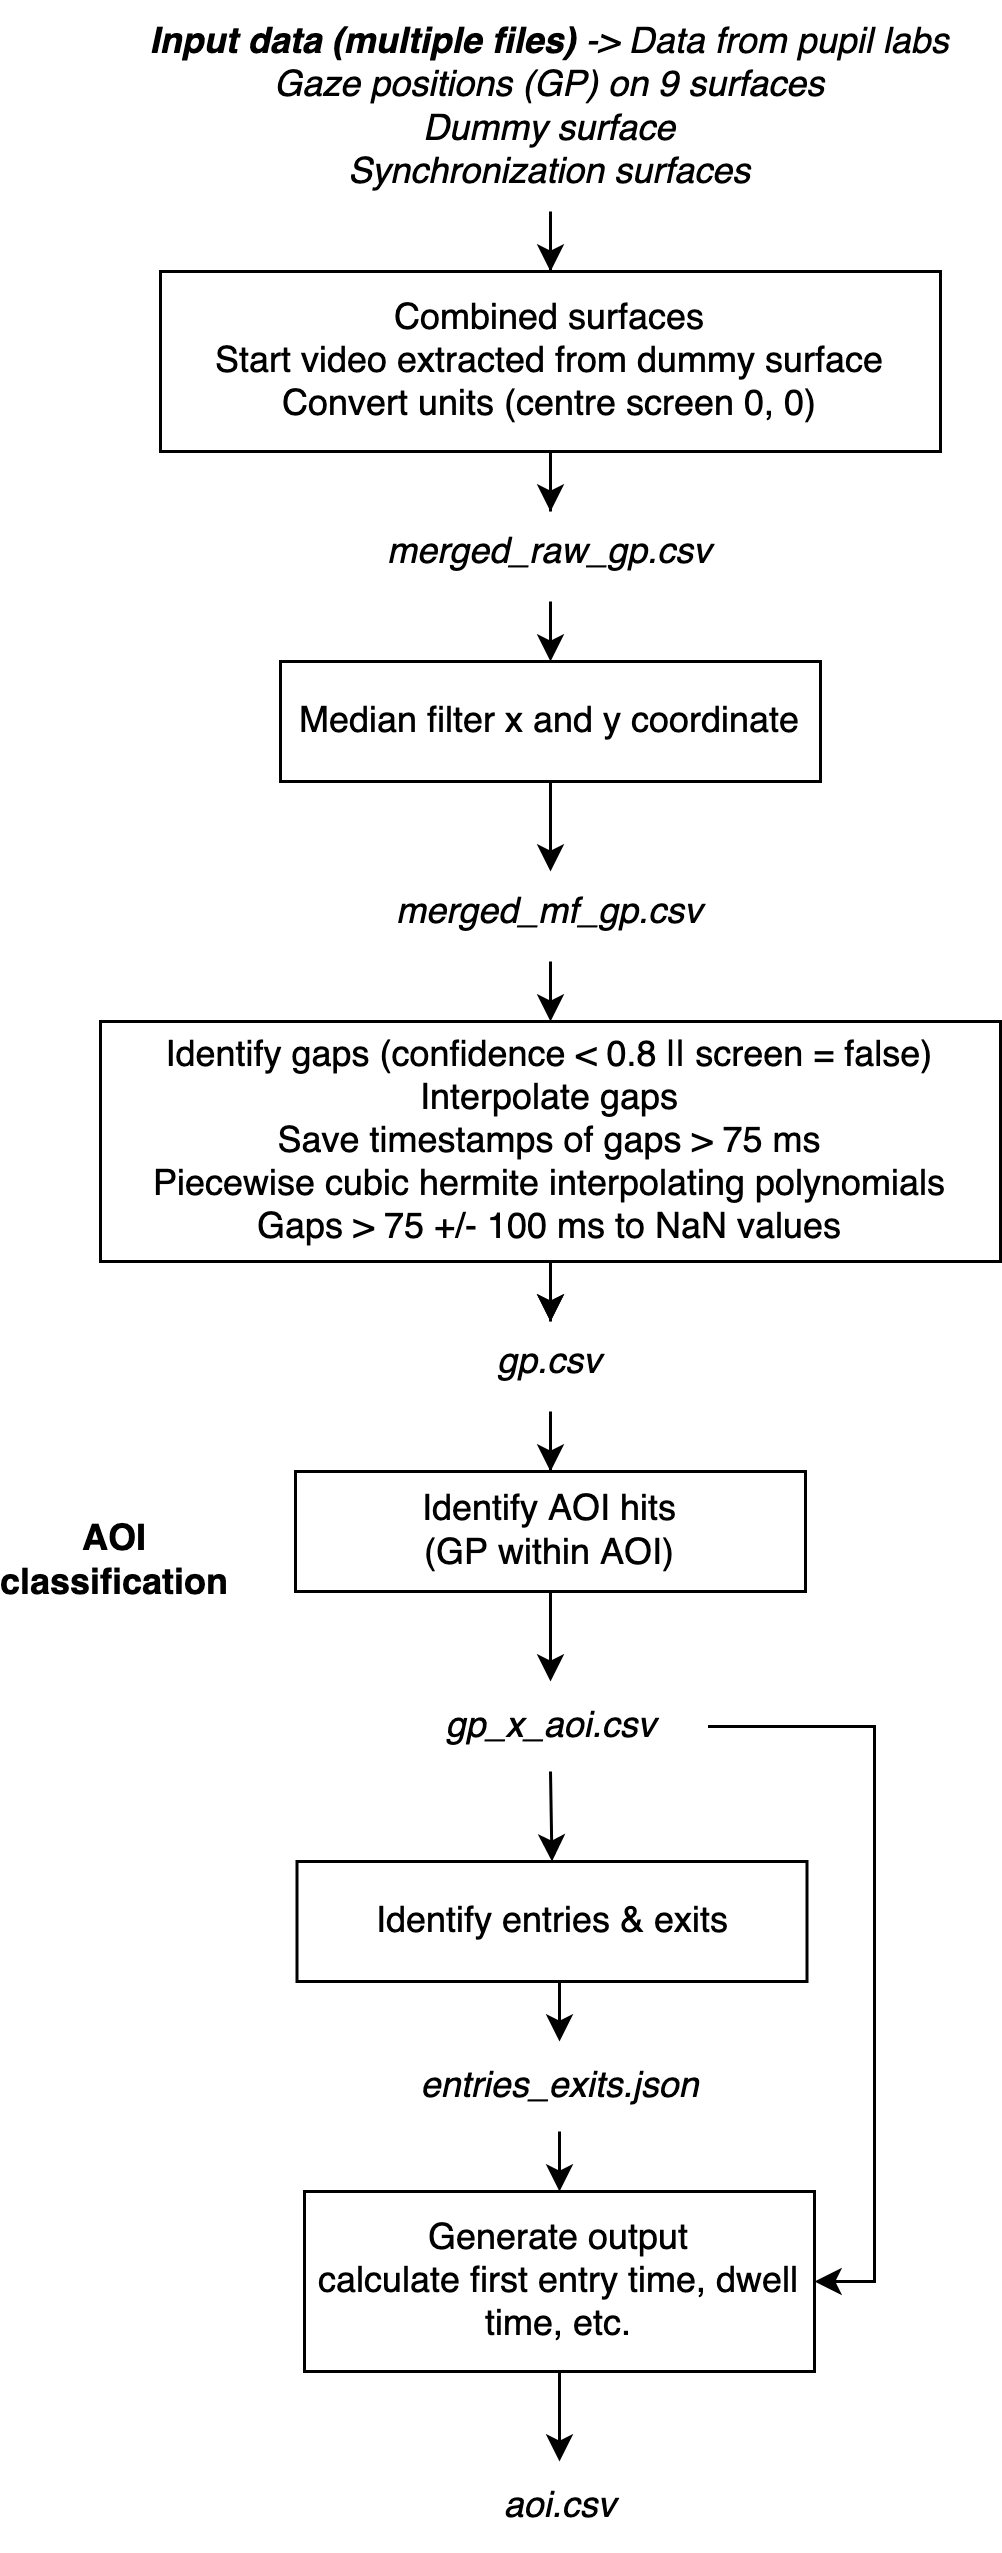 Input data (multiple files) -> Data from pupil labs
Gaze positions (GP) on 9 surfaces
Dummy surface
Synchronization surfaces
Combined surfaces
Start video extracted from dummy surface
Convert units (centre screen 0, 0)
merged_raw_gp.csv
Median filter x and y coordinate
merged_mf_gp.csv
Identify gaps (confidence < 0.8 || screen = false)
Interpolate gaps
Save timestamps of gaps > 75 ms
Piecewise cubic hermite interpolating polynomials
Gaps > 75 +/- 100 ms to NaN values
gp.csv
Identify AOI hits
(GP within AOI)
AOI
classification
gp_x_aoi.csv
Identify entries & exits
entries_exits.json
Generate output
calculate first entry time, dwell
time, etc.
aoi.csv